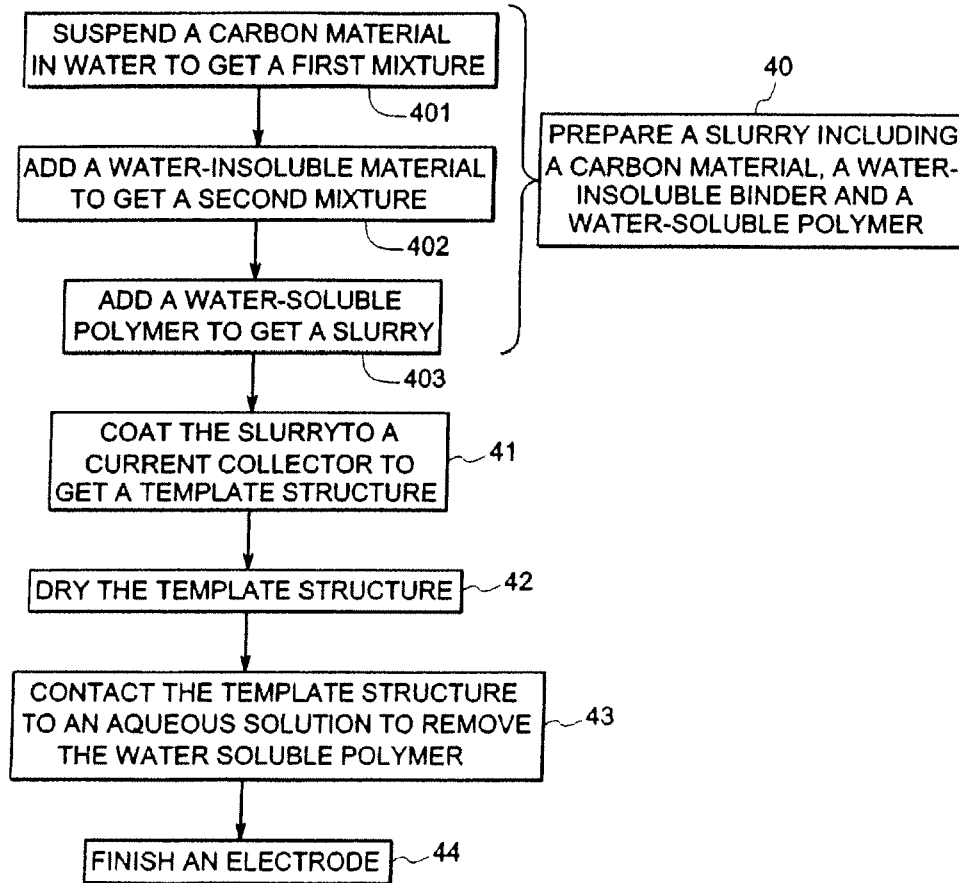 SUSPEND A CARBON MATERIAL
IN WATER TO GET A FIRST MIXTURE
401
ADD A WATER-INSOLUBLE MATERIAL
TO GET A SECOND MIXTURE
402
ADD A WATER-SOLUBLE
POLYMER TO GET A SLURRY
403
40
PREPARE A SLURRY INCLUDING
A CARBON MATERIAL, A WATER-
INSOLUBLE BINDER AND A
WATER-SOLUBLE POLYMER
COAT THE SLURRYTO A
CURRENT COLLECTOR TO
GET A TEMPLATE STRUCTURE
41
DRY THE TEMPLATE STRUCTURE
42
CONTACT THE TEMPLATE STRUCTURE
TO AN AQUEOUS SOLUTION TO REMOVE
THE WATER SOLUBLE POLYMER
43
FINISH AN ELECTRODE
44